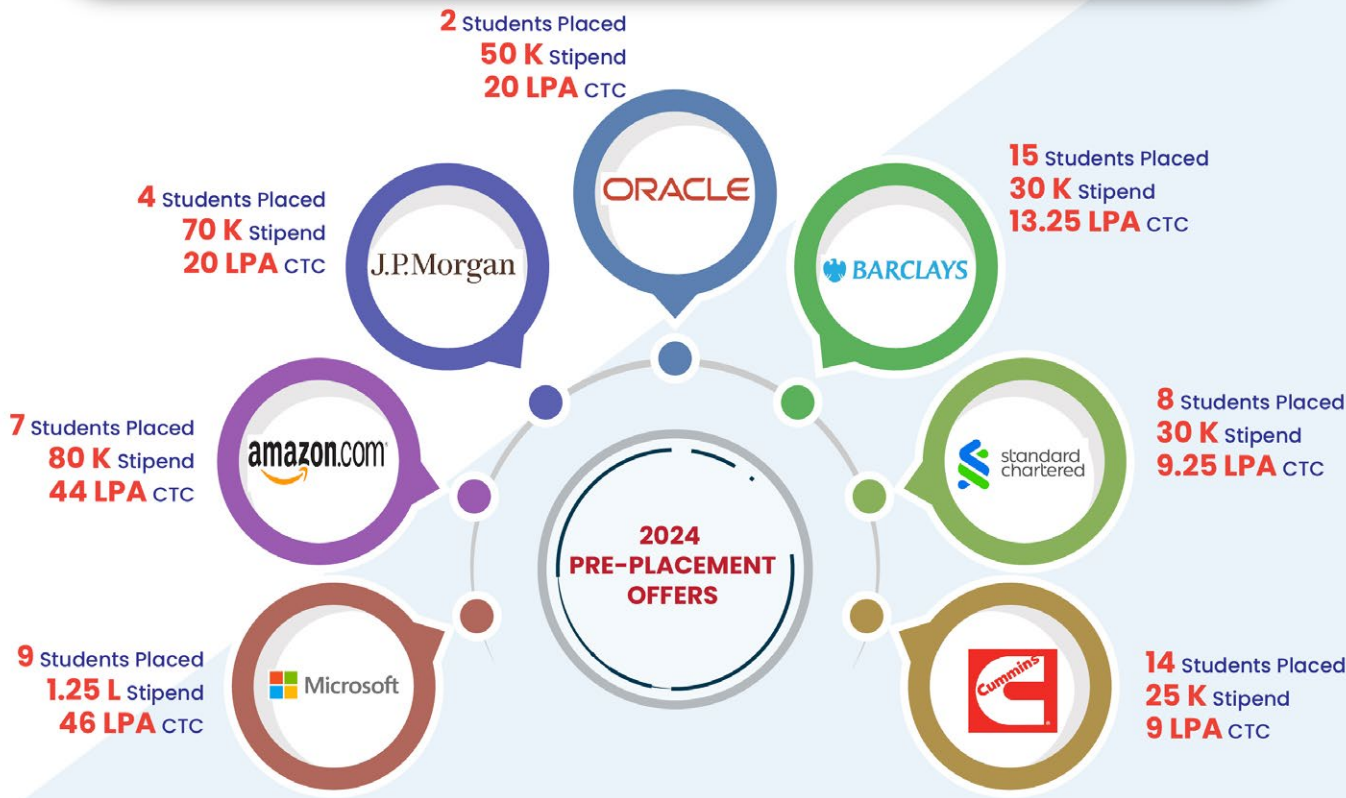 2 Students Placed
50 K Stipend
20 LPA CTC
ORACLE
4 Students Placed
70 K Stipend
20 LPA CTC
J.P.Morgan
15 Students Placed
30 K Stipend
13.25 LPA CTC
BARCLAYS
7 Students Placed
80 K Stipend
44 LPA CTC
amazon.com
8 Students Placed
30 K Stipend
9.25 LPA CTC
standard
chartered
2024
PRE-PLACEMENT
OFFERS
9 Students Placed
1.25 L Stipend
46 LPA CTC
Microsoft
Cummins
14 Students Placed
25 K Stipend
9 LPA CTC